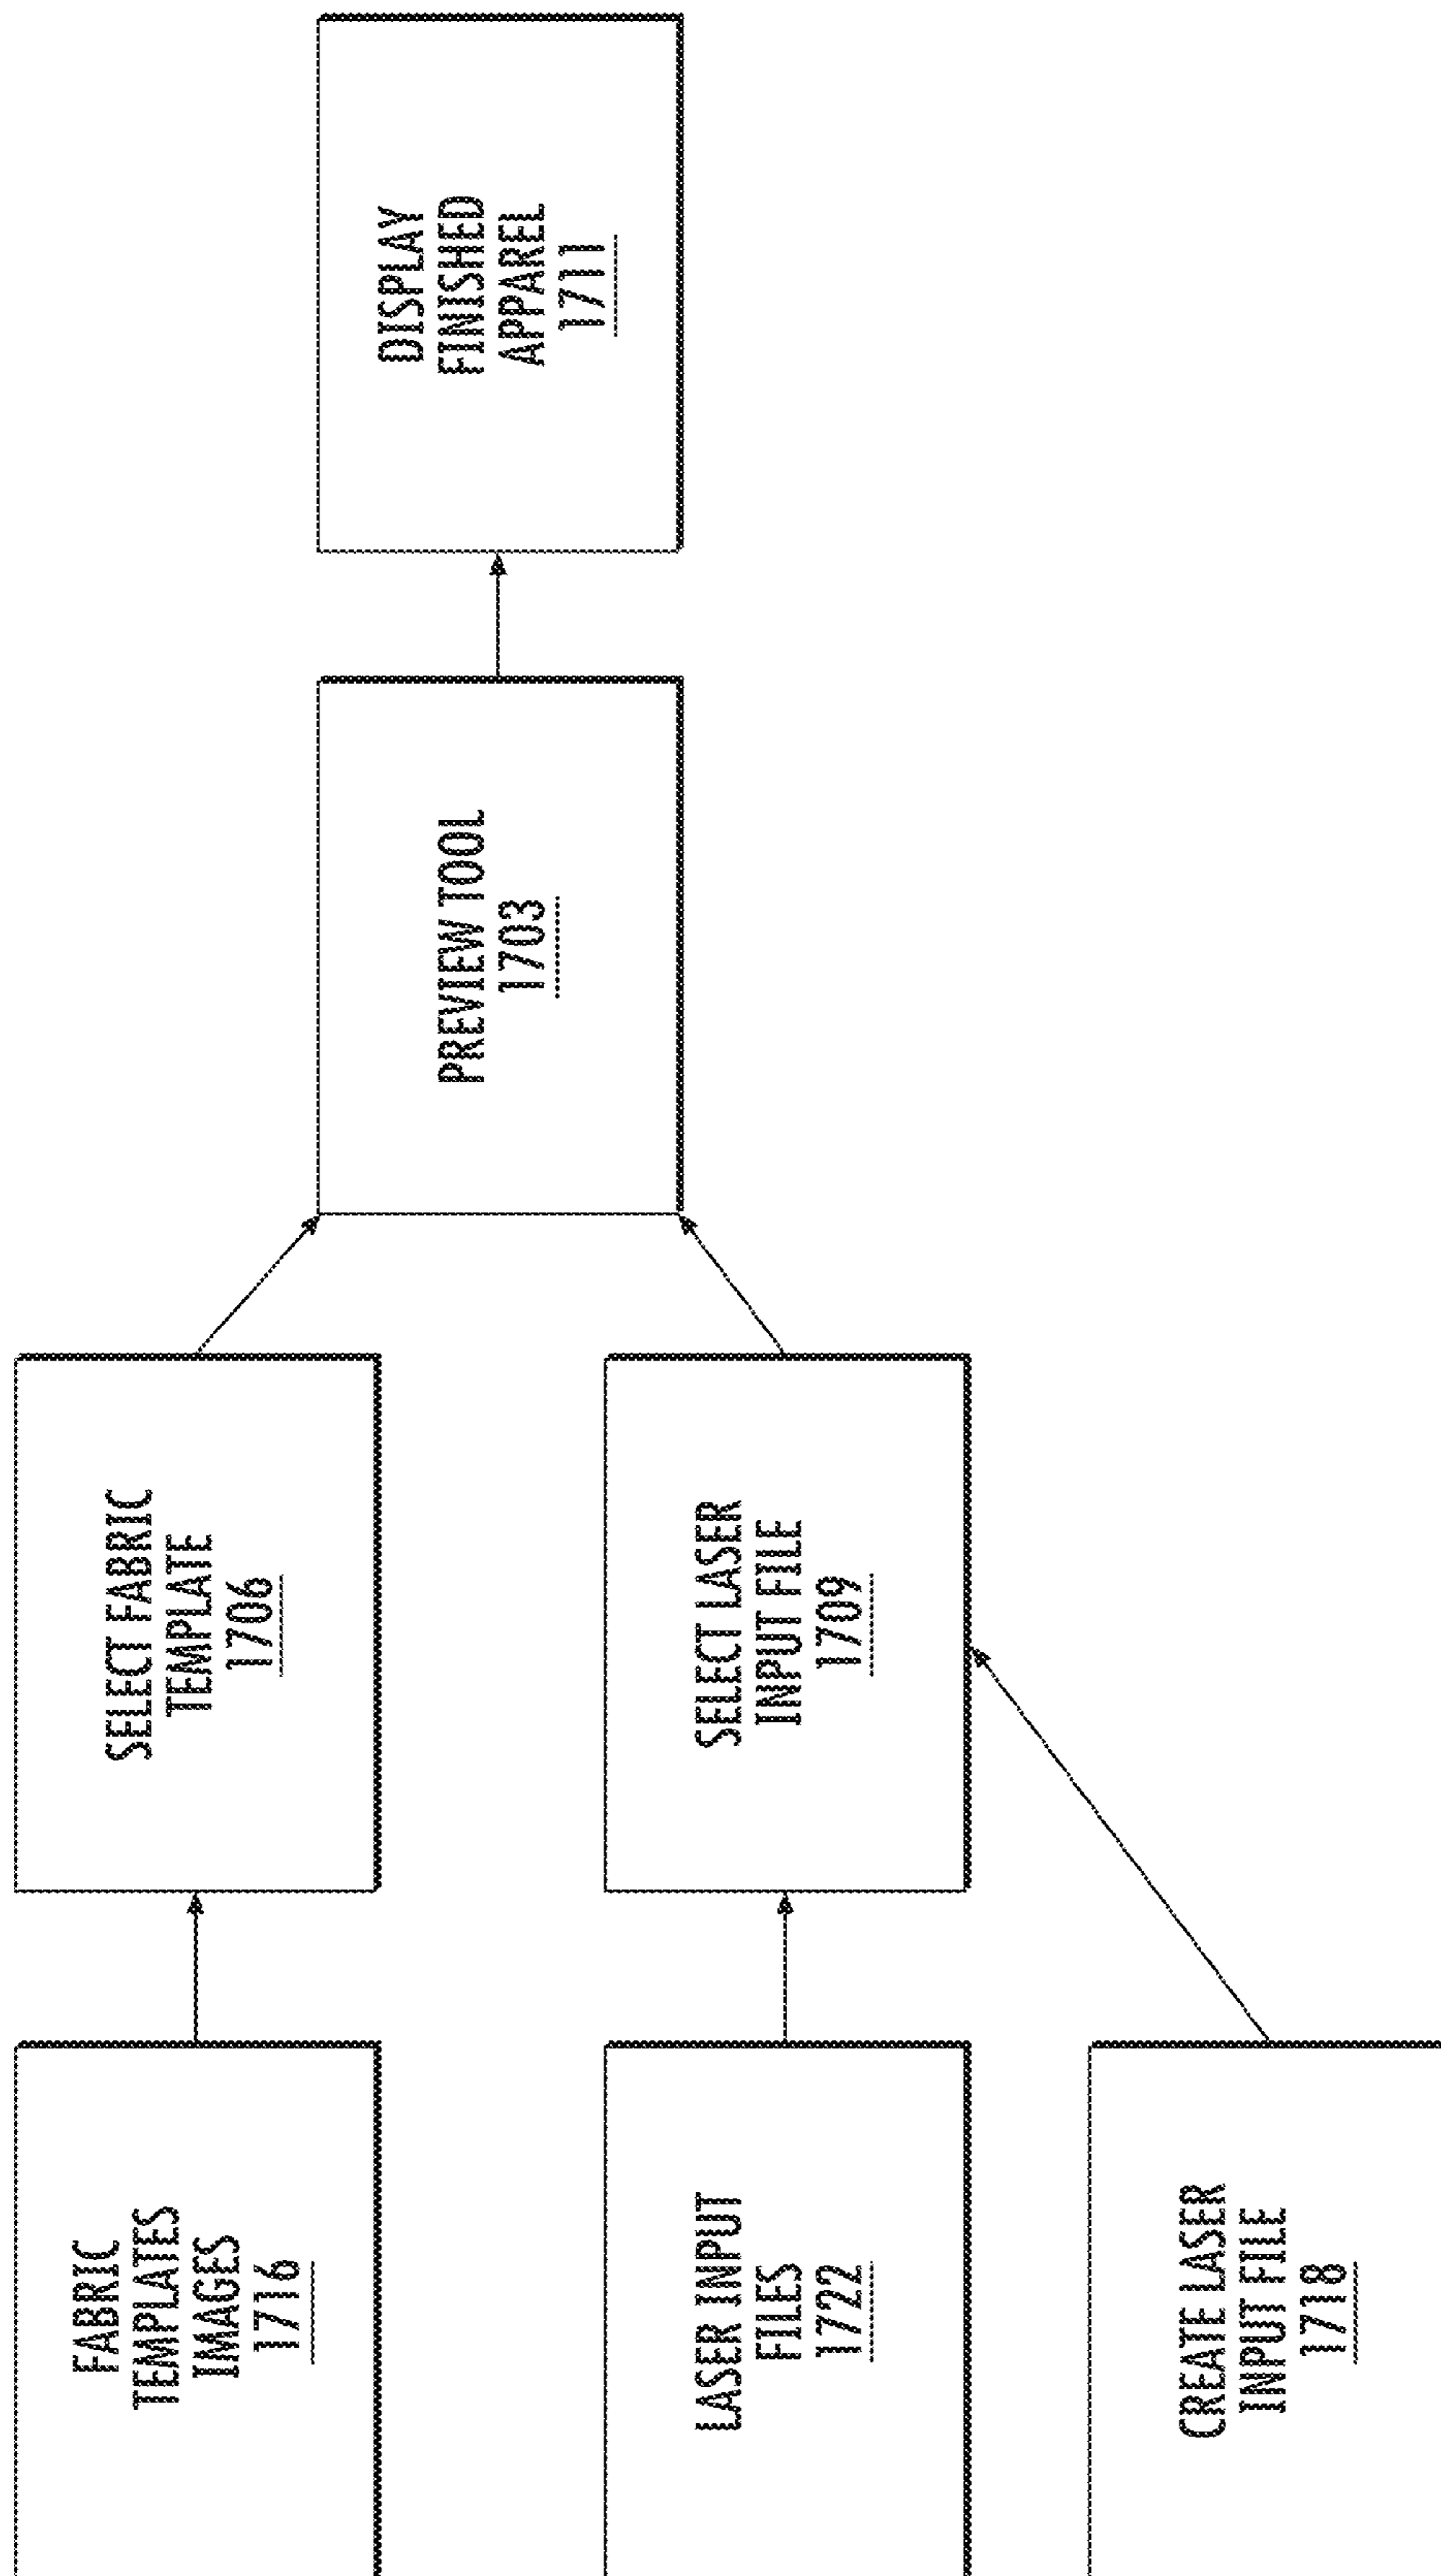 FABRIC
TEMPLATES
IMAGES
1716
SELECT FABRIC
TEMPLATE
1706
PREVIEW TOOL
1703
DISPLAY
FINISHED
APPAREL
1711
LASER INPUT
FILES
1722
SELECT LASER
INPUT FILE
1709
CREATE LASER
INPUT FILE
1718